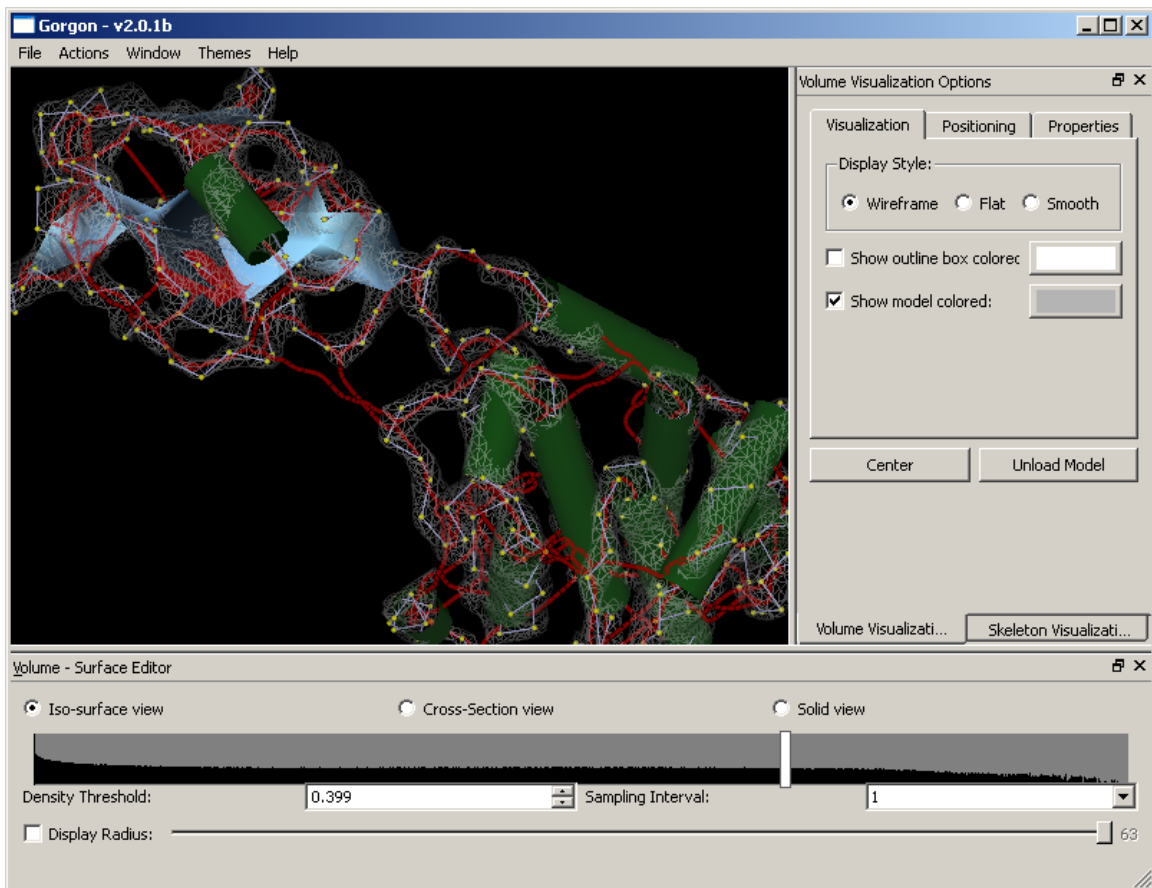 Gorgon - v2.0.1b
File Actions Window Themes Help
Volume Visualization Options
Visualization Positioning Properties
Display Style:
Wireframe Flat Smooth
Show outline box colored
Show model colored:
Center Unload Model
Volume Visualizati... Skeleton Visualizati...
Volume - Surface Editor
Iso-surface view Cross-Section view Solid view
Density Threshold: 0.399 Sampling Interval: 1
Display Radius: 63